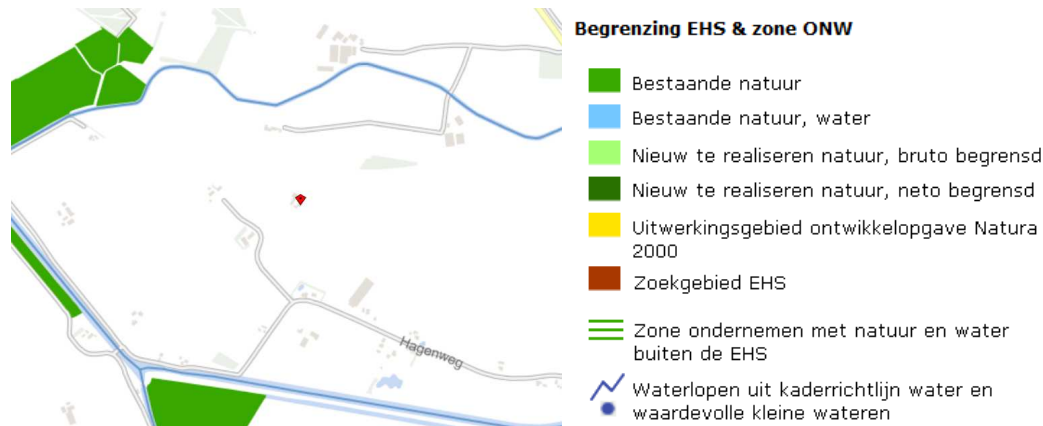 Begrenzing EHS & zone ONW
Bestaande natuur
Bestaande natuur, water
Nieuw te realiseren natuur, bruto begrensd
Nieuw te realiseren natuur, neto begrensd
Uitwerkingsgebied ontwikkelopgave Natura
2000
Zoekgebied EHS
Zone ondernemen met natuur en water
buiten de EHS
Waterlopen uit kaderrichtlijn water en
waardevolle kleine wateren
Hagenweg